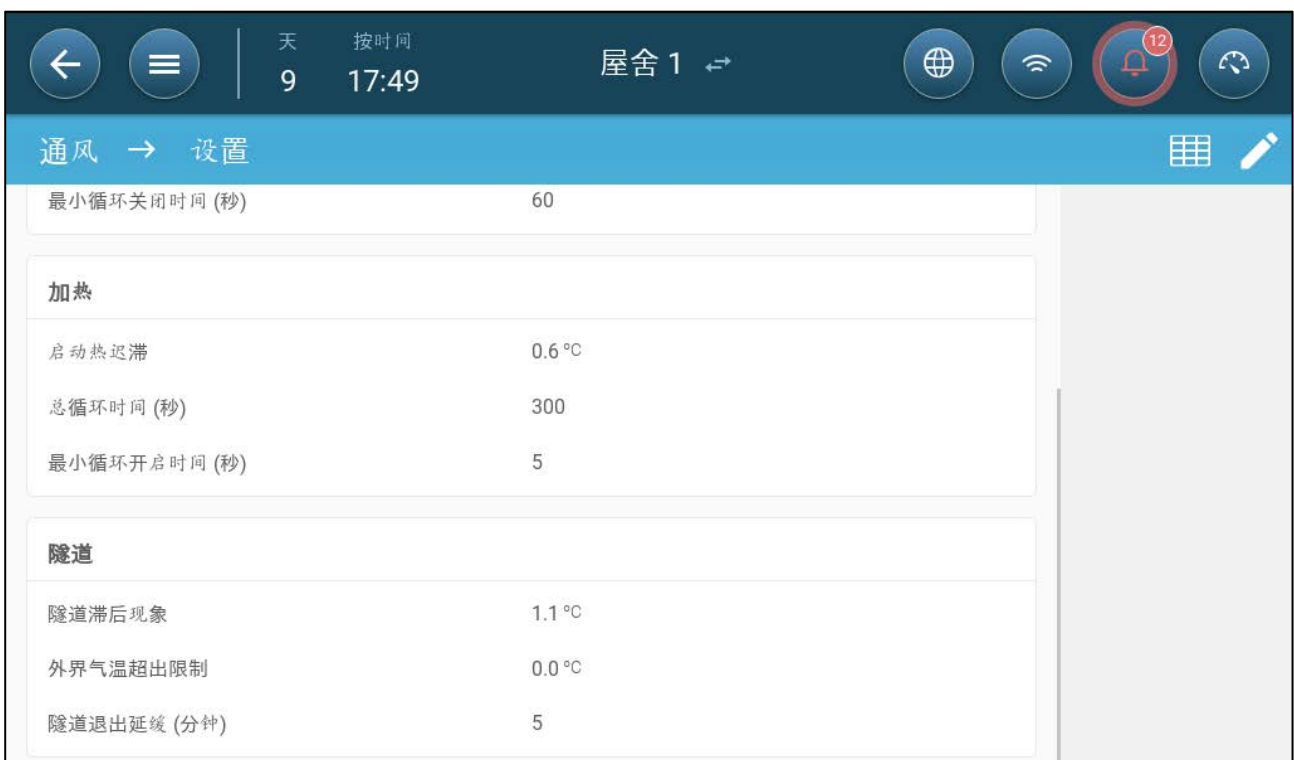 天 按时间
9 17:49
屋舍 1
12
通风 → 设置
最小循环关闭时间 (秒) 60
加热
启动热迟滞 0.6 ºC
总循环时间 (秒) 300
最小循环开启时间 (秒) 5
隧道
隧道滞后现象 1.1 ºC
外界气温超出限制 0.0 ºC
隧道退出延缓 (分钟) 5